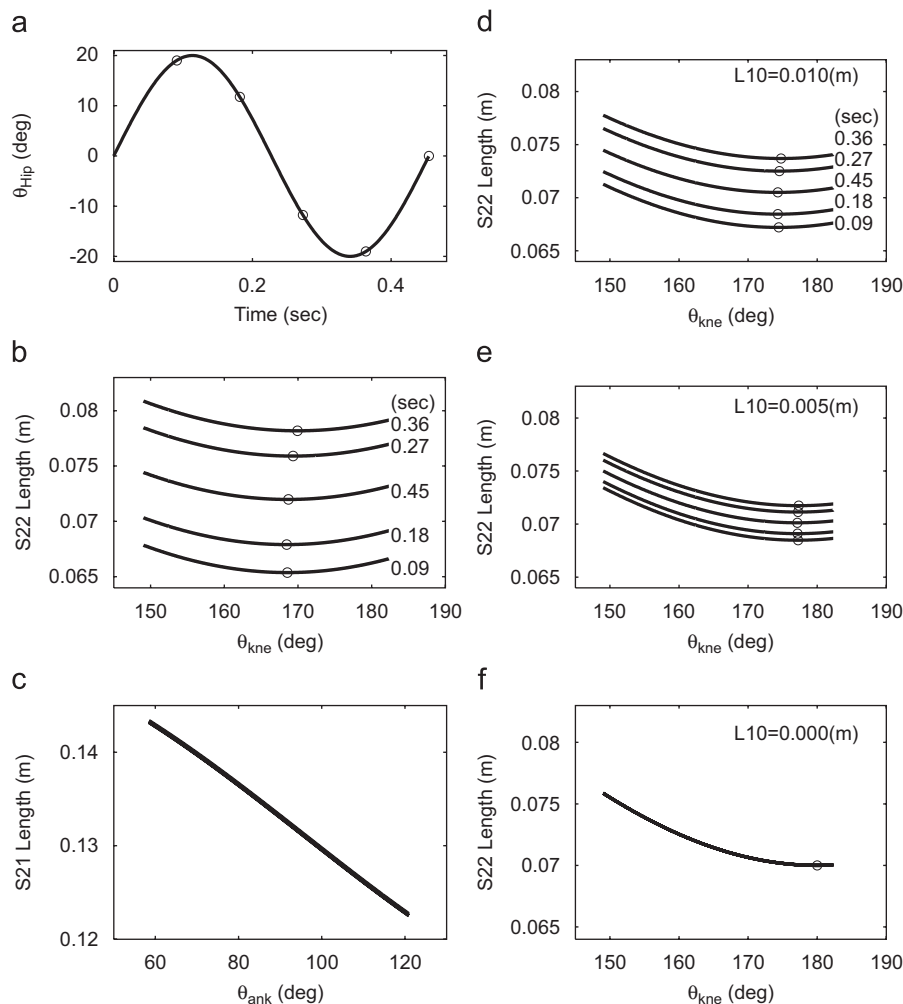 a
20
10
0
-10
-20
θHip (deg)
0
0.2
0.4
Time (sec)
b
0.08
0.075
0.07
0.065
S22 Length (m)
(sec)
0.36
0.27
0.45
0.18
0.09
150
160
170
180
190
θkne (deg)
c
0.14
0.13
0.12
S21 Length (m)
60
80
100
120
θank (deg)
d
L10=0.010(m)
0.08
0.075
0.07
0.065
S22 Length (m)
(sec)
0.36
0.27
0.45
0.18
0.09
150
160
170
180
190
θkne (deg)
e
L10=0.005(m)
0.08
0.075
0.07
0.065
S22 Length (m)
150
160
170
180
190
θkne (deg)
f
L10=0.000(m)
0.08
0.075
0.07
0.065
S22 Length (m)
150
160
170
180
190
θkne (deg)